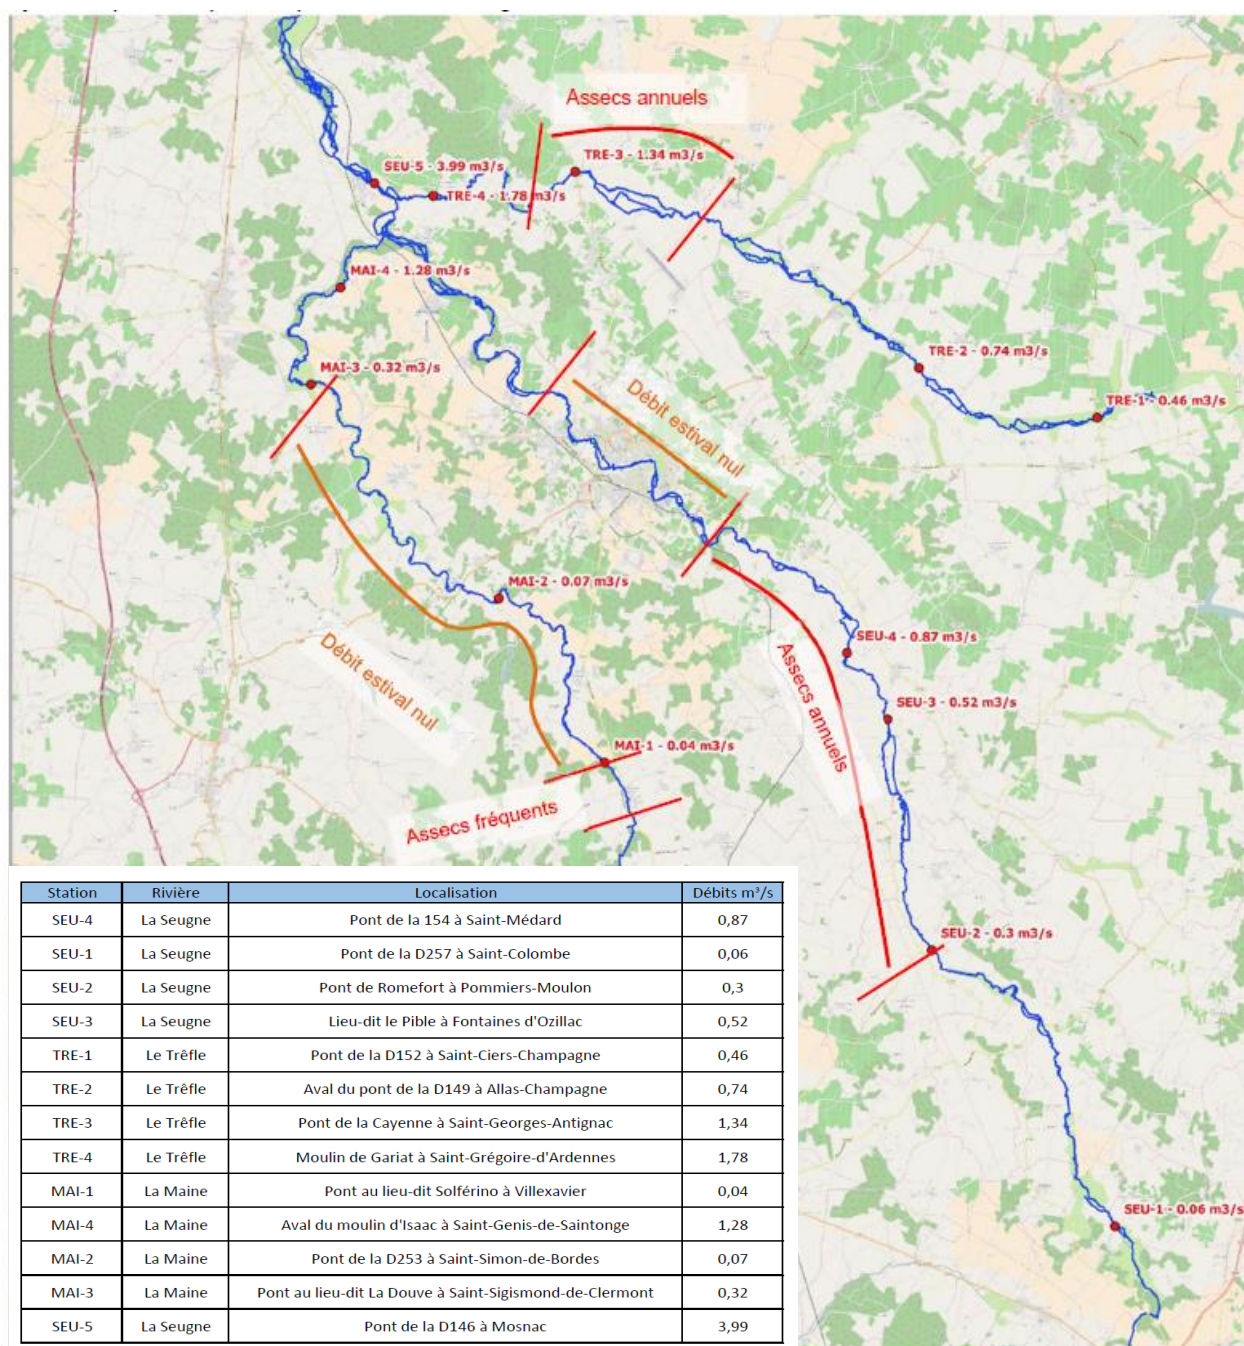 Assecs annuels
TRE-3 - 1.34 m3/s
SEU-5 - 3.99 m3/s
TRE-4 - 1.78 m3/s
MAI-4 - 1.28 m3/s
TRE-2 - 0.74 m3/s
MAI-3 - 0.32 m3/s
Débit estival nul
TRE-1 - 0.46 m3/s
MAI-2 - 0.07 m3/s
Débit estival nul
SEU-4 - 0.87 m3/s
Assecs annuels
SEU-3 - 0.52 m3/s
MAI-1 - 0.04 m3/s
Assecs fréquents
SEU-2 - 0.3 m3/s
SEU-1 - 0.06 m3/s
Station Rivière Localisation Débits m³/s
SEU-4 La Seugne Pont de la 154 à Saint-Médard 0,87
SEU-1 La Seugne Pont de la D257 à Saint-Colombe 0,06
SEU-2 La Seugne Pont de Romefort à Pommiers-Moulon 0,3
SEU-3 La Seugne Lieu-dit le Pible à Fontaines d'Ozillac 0,52
TRE-1 Le Trêfle Pont de la D152 à Saint-Ciers-Champagne 0,46
TRE-2 Le Trêfle Aval du pont de la D149 à Allas-Champagne 0,74
TRE-3 Le Trêfle Pont de la Cayenne à Saint-Georges-Antignac 1,34
TRE-4 Le Trêfle Moulin de Gariat à Saint-Grégoire-d'Ardennes 1,78
MAI-1 La Maine Pont au lieu-dit Solférino à Villexavier 0,04
MAI-4 La Maine Aval du moulin d'Isaac à Saint-Genis-de-Saintonge 1,28
MAI-2 La Maine Pont de la D253 à Saint-Simon-de-Bordes 0,07
MAI-3 La Maine Pont au lieu-dit La Douve à Saint-Sigismond-de-Clermont 0,32
SEU-5 La Seugne Pont de la D146 à Mosnac 3,99